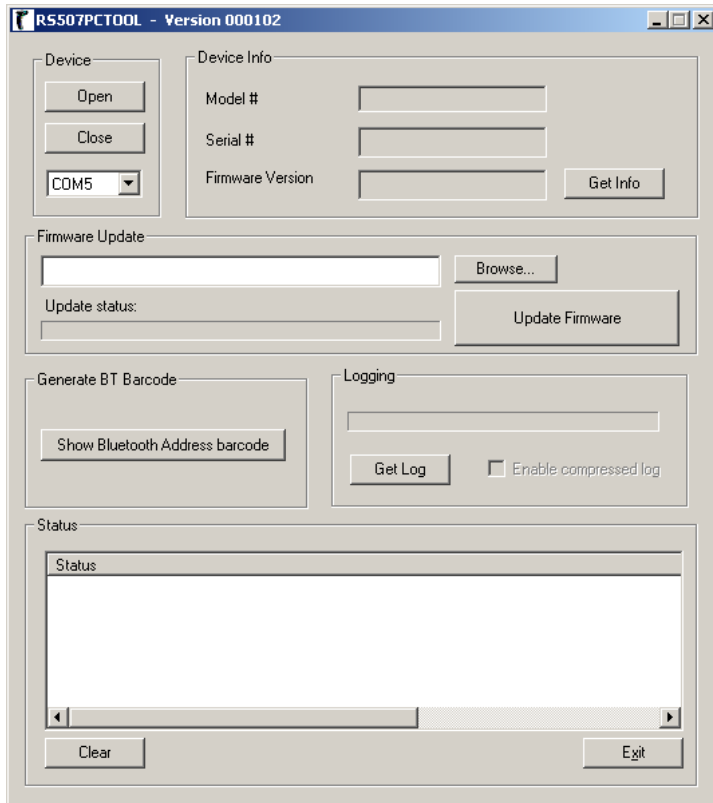 RS507PCTOOL - Version 000102
Device
Open
Close
COM5
Device Info
Model #
Serial #
Firmware Version
Get Info
Firmware Update
Browse...
Update status:
Update Firmware
Generate BT Barcode
Show Bluetooth Address barcode
Logging
Get Log
Enable compressed log
Status
Status
Clear
Exit